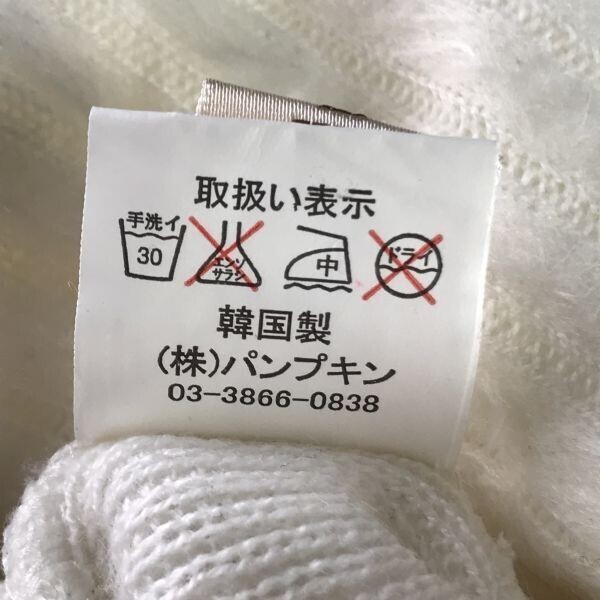 取扱い表示
手洗イ
30 エンソ サラシ 中 ドライ
韓国製
(株)パンプキン
03-3866-0838